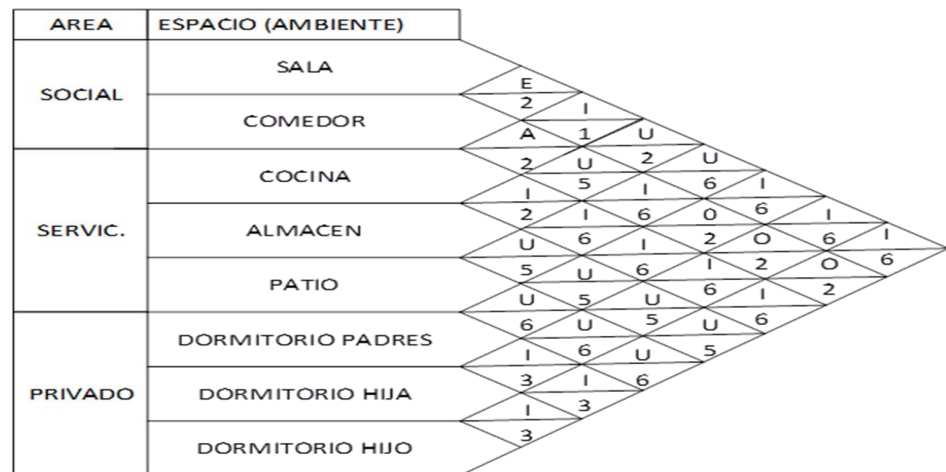 AREA ESPACIO (AMBIENTE)
SALA
E
SOCIAL
2 I
COMEDOR
A 1 U
2 U 2 U
COCINA
I 5 I 6 I
2 I 6 0 6 I
SERVIC. ALMACEN
U 6 I 2 O 6 I
5 U 6 I 2 O 6
PATIO
U 5 U 6 I 2
6 U 5 U 6
DORMITORIO PADRES
I 6 U 5
3 I 6
PRIVADO DORMITORIO HIJA
I 3
3
DORMITORIO HIJO